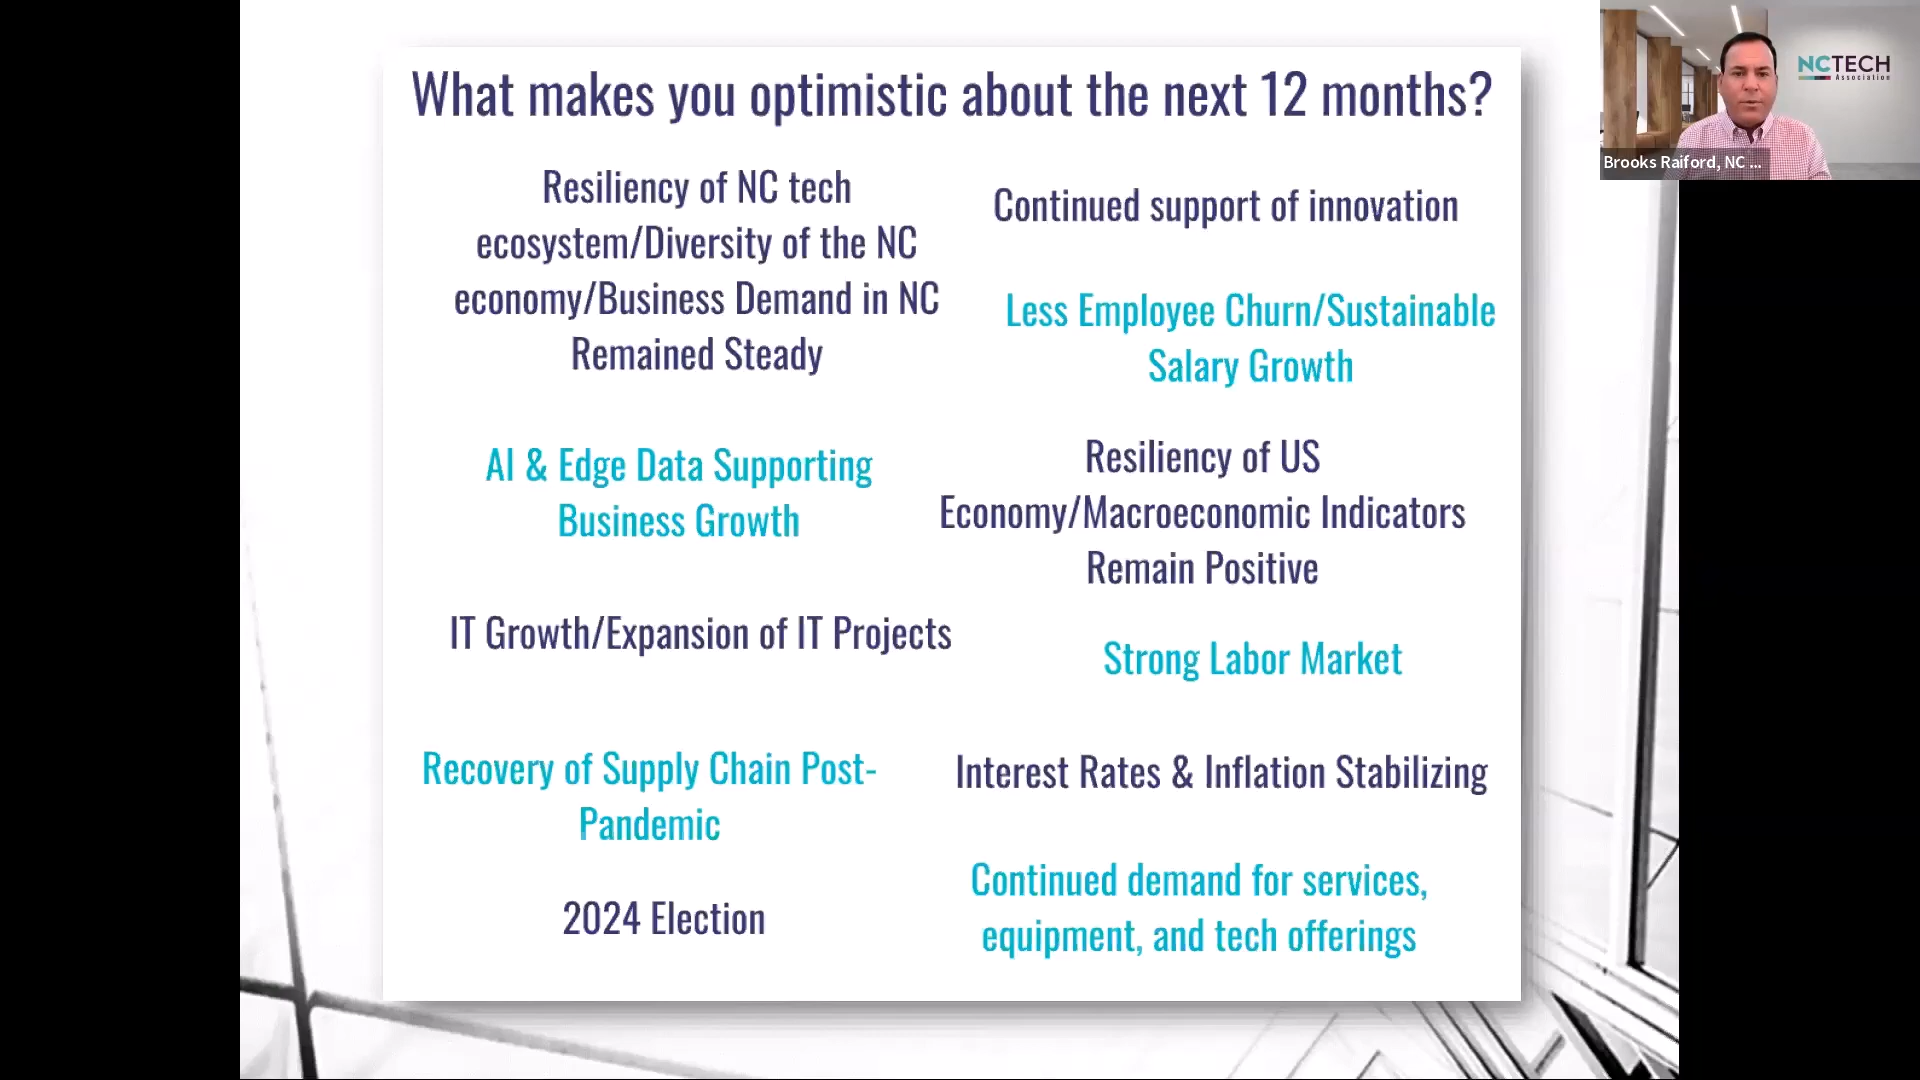 What makes you optimistic about the next 12 months?
Resiliency of NC tech
ecosystem/Diversity of the NC
economy/Business Demand in NC
Remained Steady
AI & Edge Data Supporting
Business Growth
IT Growth/Expansion of IT Projects
Recovery of Supply Chain Post-
Pandemic
2024 Election
Continued support of innovation
Less Employee Churn/Sustainable
Salary Growth
Resiliency of US
Economy/Macroeconomic Indicators
Remain Positive
Strong Labor Market
Interest Rates & Inflation Stabilizing
Continued demand for services,
equipment, and tech offerings
NCTECH
Association
Brooks Raiford, NC ...